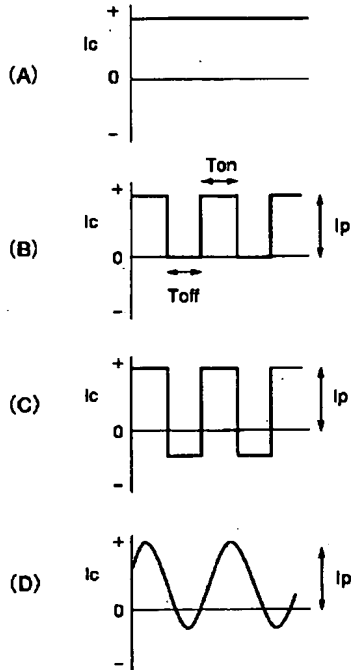 +
Ic
(A)
0
-
Ton
+
Ic
Ip
(B)
0
Toff
-
+
Ic
Ip
(C)
0
-
+
Ic
Ip
(D)
0
-